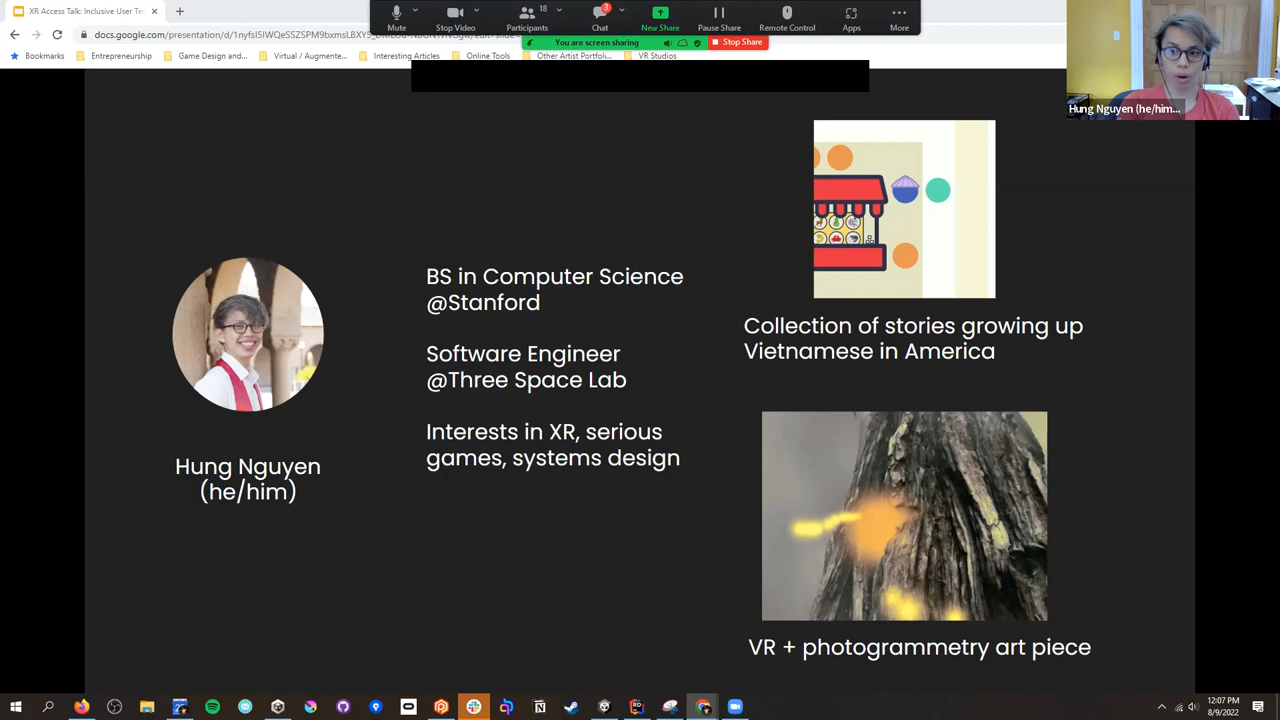 XR Access Talk: Inclusive User Te
Mute
Stop Video
18
Participants
3
Chat
New Share
Pause Share
Remote Control
Apps
More
You are screen sharing
Stop Share
Bookmarks
Entrepreneurship
Game Design and...
Virtual / Augmente...
Interesting Articles
Online Tools
Other Artist Portfolio...
VR Studios
Hung Nguyen (he/him...
BS in Computer Science
@Stanford
Software Engineer
@Three Space Lab
Interests in XR, serious
games, systems design
Hung Nguyen
(he/him)
Collection of stories growing up
Vietnamese in America
VR + photogrammetry art piece
12:07 PM
8/9/2022